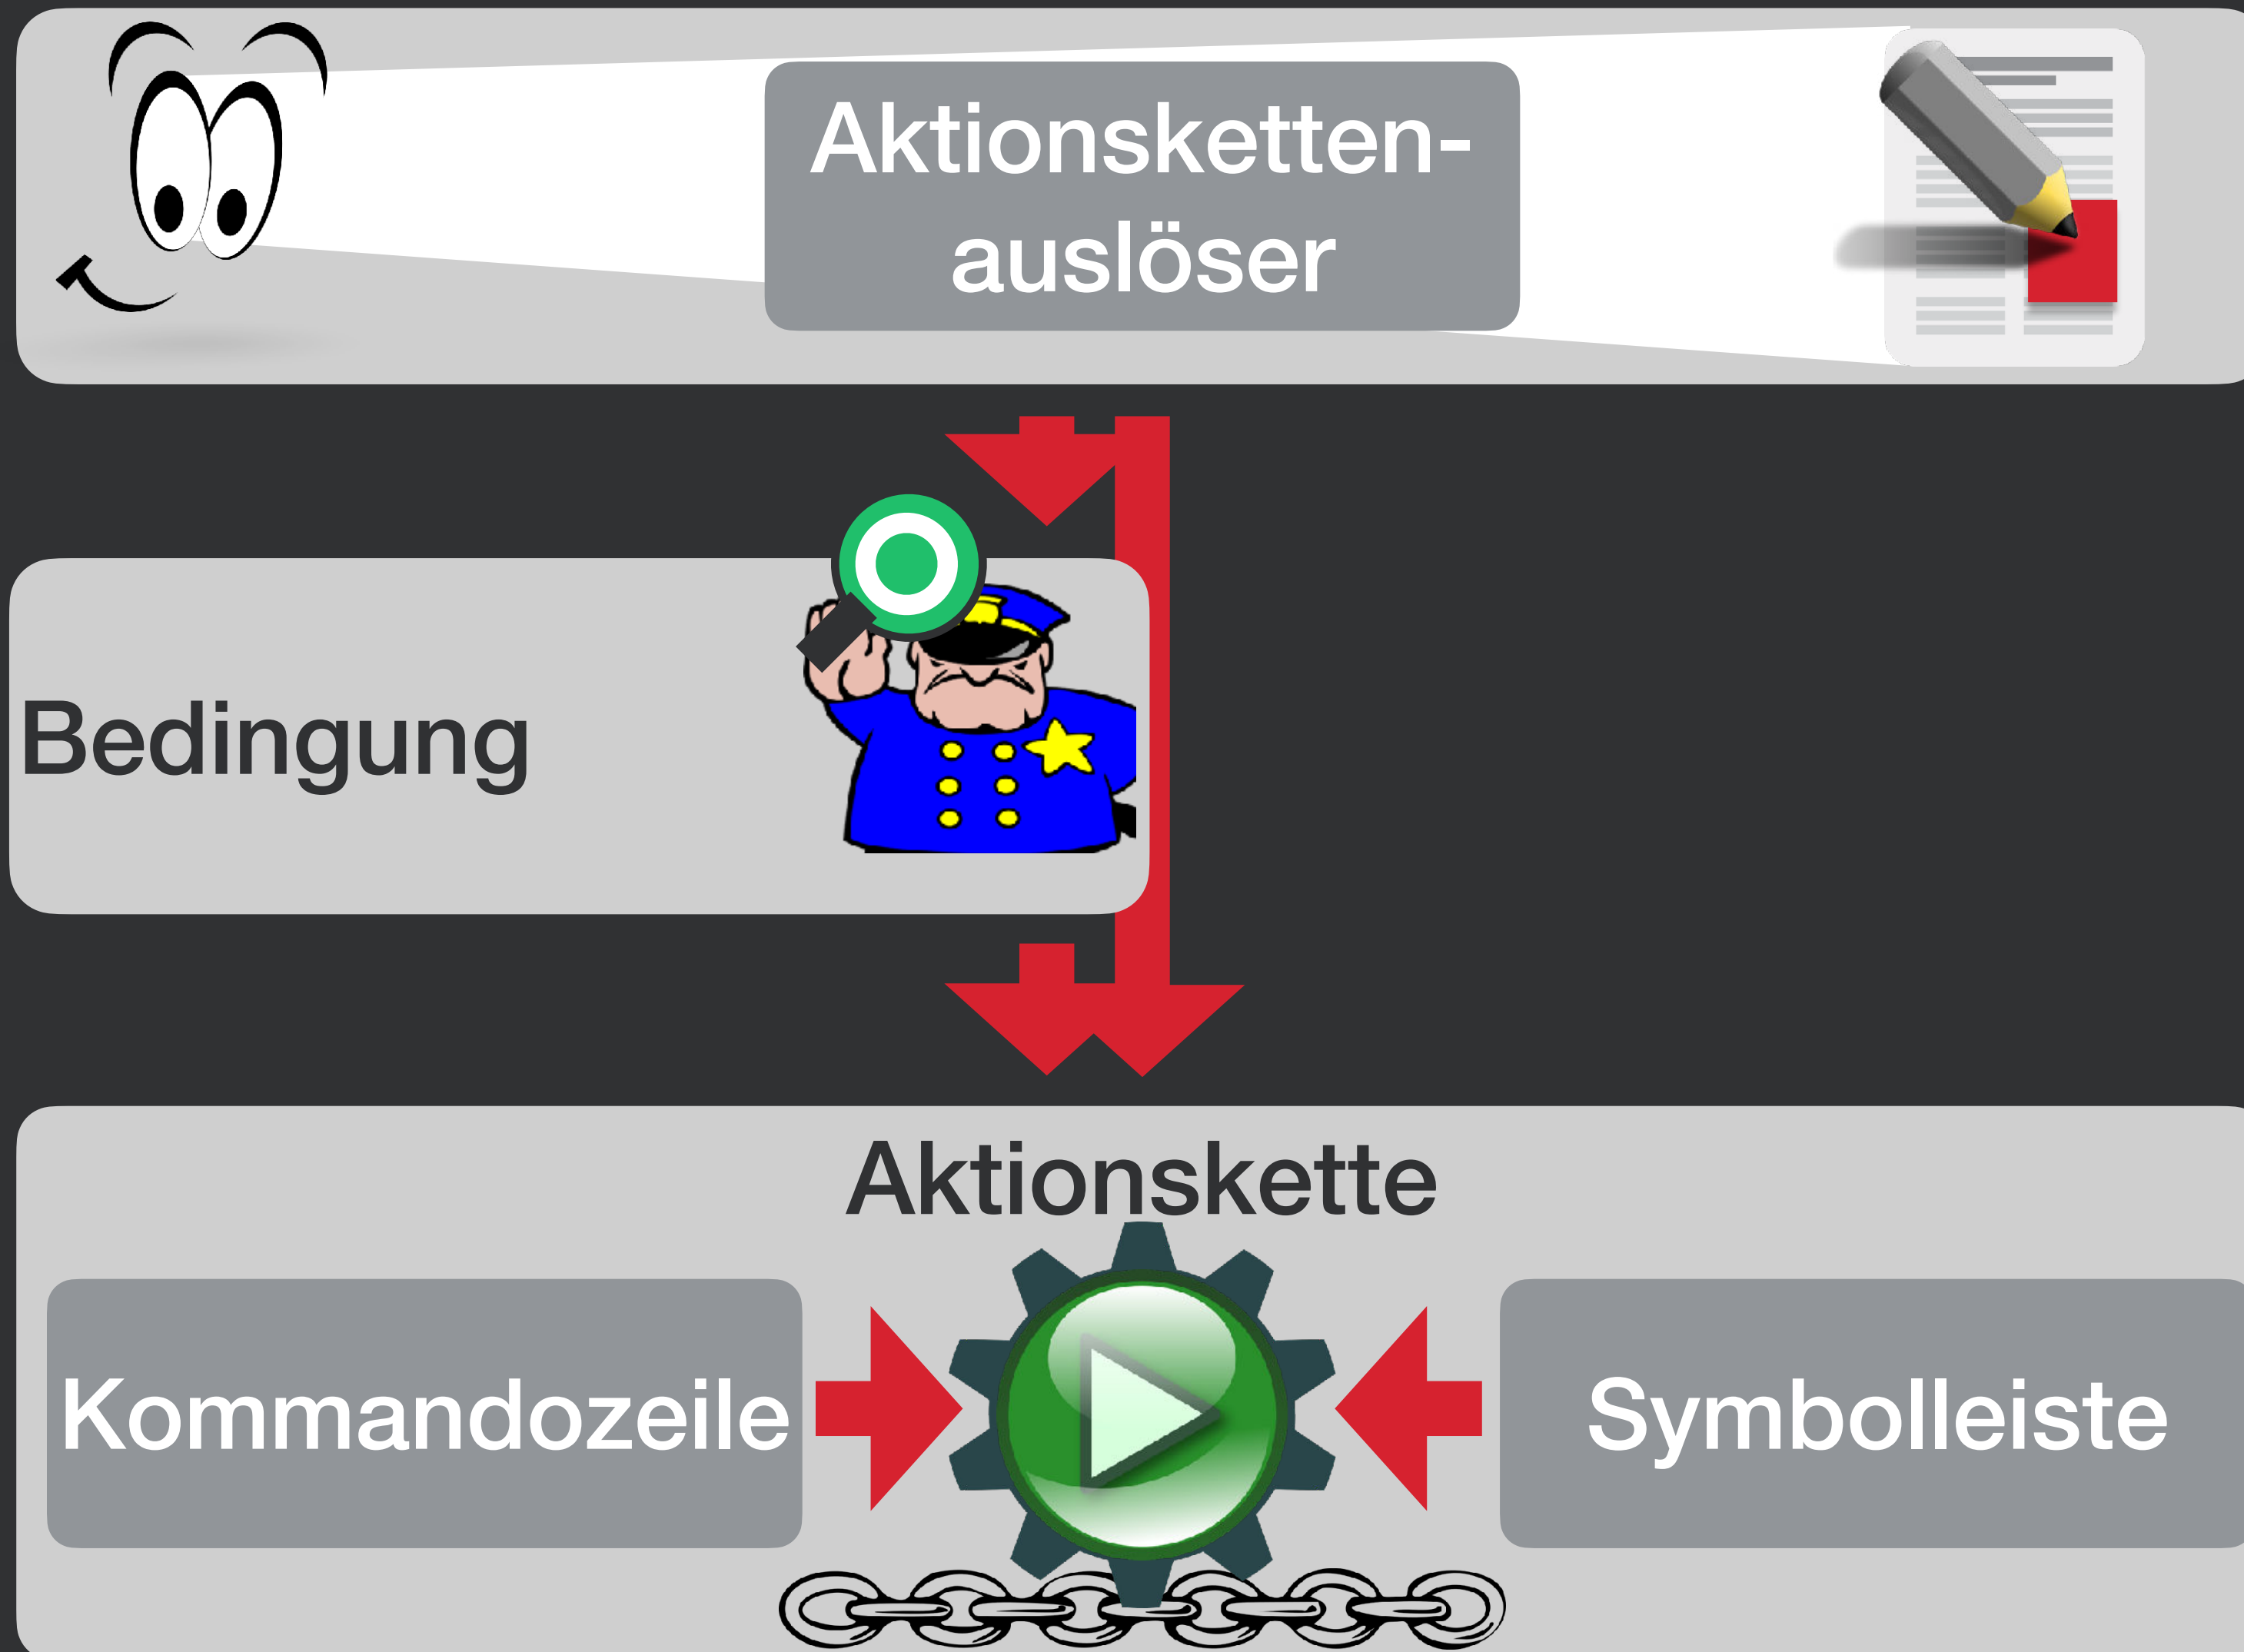 Aktionsketten-
auslöser
Bedingung
Aktionskette
Kommandozeile
Symbolleiste